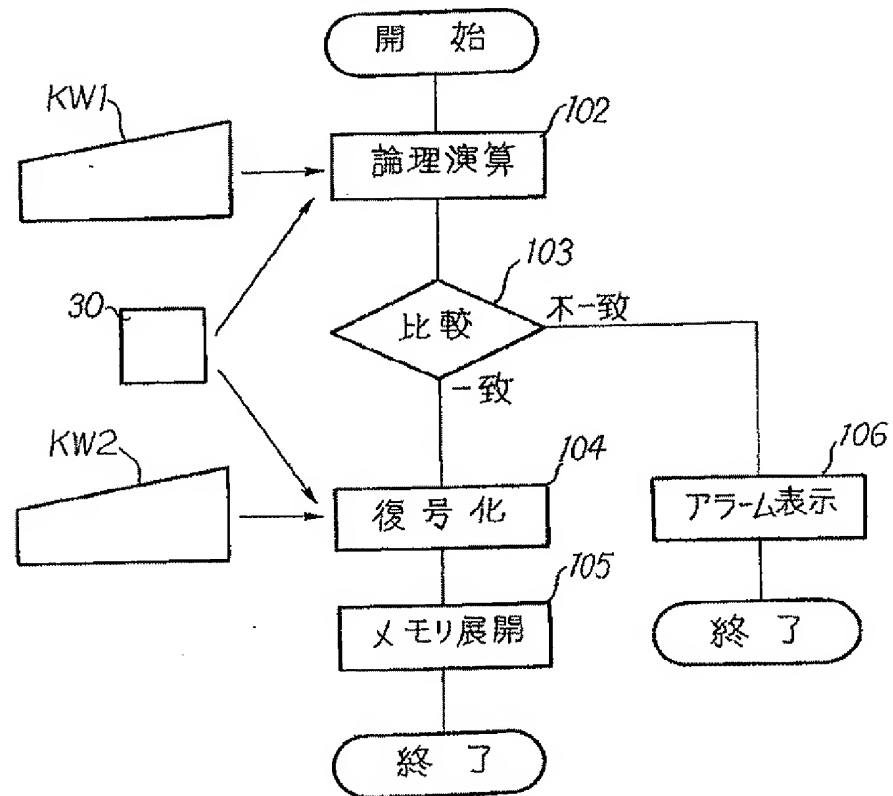 開始
KW1
102
論理演算
103
30
比較
不一致
一致
KW2
104
復号化
106
アラーム表示
105
メモリ展開
終了
終了